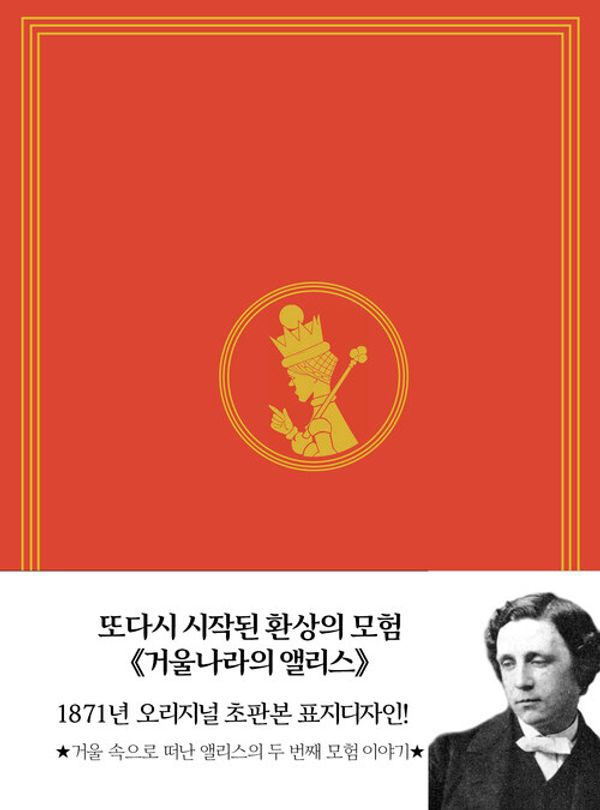 또다시 시작된 환상의 모험
《거울나라의 앨리스》
1871년 오리지널 초판본 표지디자인!
★거울 속으로 떠난 앨리스의 두 번째 모험 이야기★